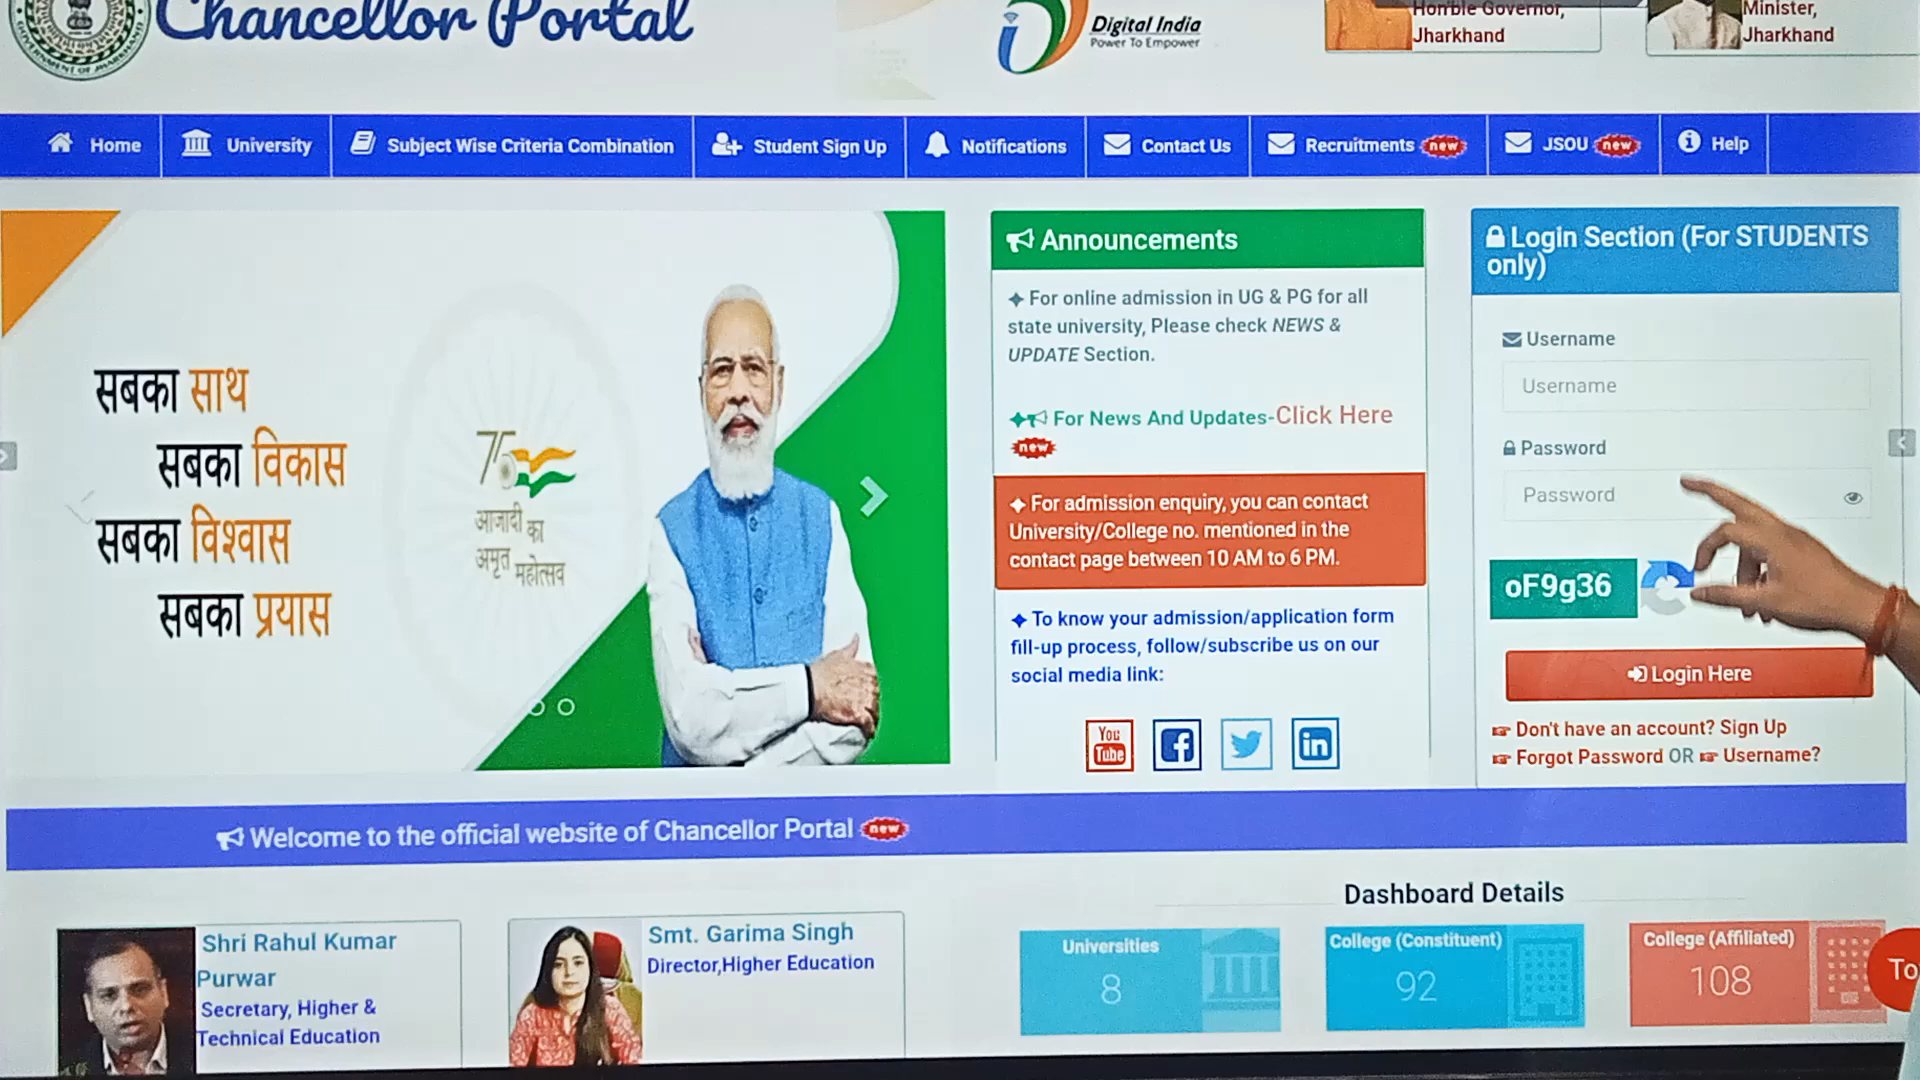 Chancellor Portal
Digital India
Power To Empower
Hon'ble Governor,
Jharkhand
Minister,
Jharkhand
Home
University
Subject Wise Criteria Combination
Student Sign Up
Notifications
Contact Us
Recruitments new
JSOU new
Help
सबका साथ
सबका विकास
सबका विश्वास
सबका प्रयास
75
आजादी का
अमृत महोत्सव
Announcements
For online admission in UG & PG for all
state university, Please check NEWS &
UPDATE Section.
For News And Updates-Click Here
new
For admission enquiry, you can contact
University/College no. mentioned in the
contact page between 10 AM to 6 PM.
To know your admission/application form
fill-up process, follow/subscribe us on our
social media link:
You
Tube
in
Login Section (For STUDENTS
only)
Username
Username
Password
Password
oF9g36
Login Here
Don't have an account? Sign Up
Forgot Password OR Username?
Welcome to the official website of Chancellor Portal new
Shri Rahul Kumar
Purwar
Secretary, Higher &
Technical Education
Smt. Garima Singh
Director,Higher Education
Dashboard Details
Universities
8
College (Constituent)
92
College (Affiliated)
108
To